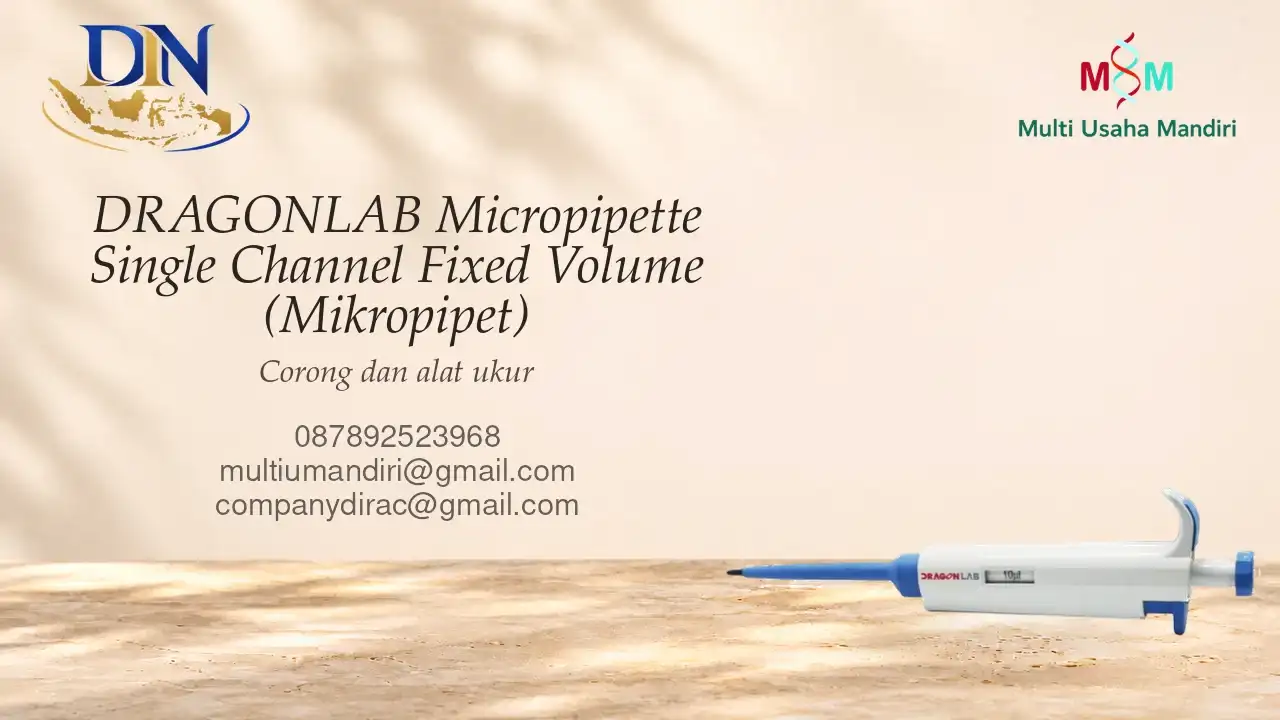 DIN
MSM
Multi Usaha Mandiri
DRAGONLAB Micropipette
Single Channel Fixed Volume
(Mikropipet)
Corong dan alat ukur
087892523968
multiumandiri@gmail.com
companydirac@gmail.com
DRAGONLAB 10µl